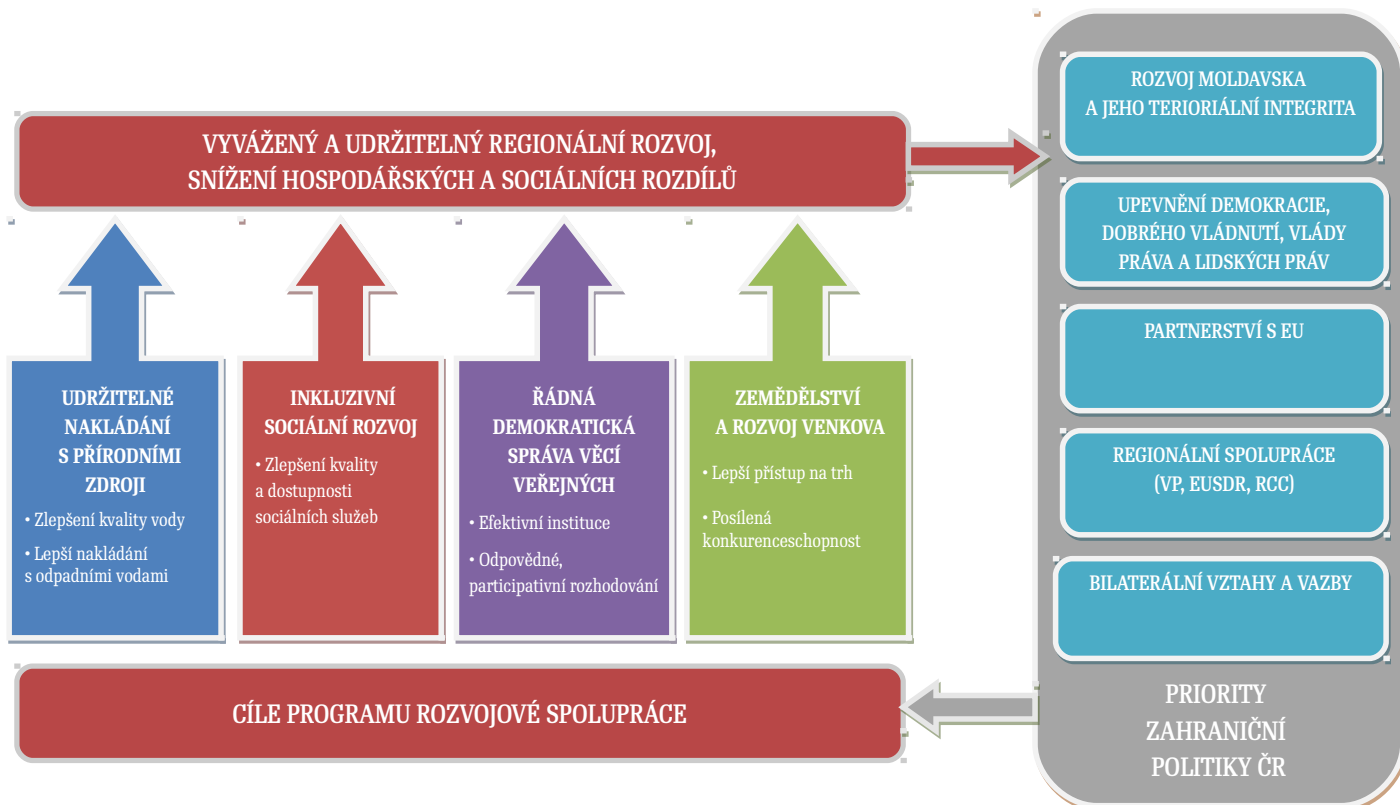 VYVÁŽENÝ A UDRŽITELNÝ REGIONÁLNÍ ROZVOJ,
SNÍŽENÍ HOSPODÁŘSKÝCH A SOCIÁLNÍCH ROZDÍLŮ
UDRŽITELNÉ
NAKLÁDÁNÍ
S PŘÍRODNÍMI
ZDROJI
• Zlepšení kvality vody
• Lepší nakládání
s odpadními vodami
INKLUZIVNÍ
SOCIÁLNÍ ROZVOJ
• Zlepšení kvality
a dostupnosti
sociálních služeb
ŘÁDNÁ
DEMOKRATICKÁ
SPRÁVA VĚCÍ
VEŘEJNÝCH
• Efektivní instituce
• Odpovědné,
participativní rozhodování
ZEMĚDĚLSTVÍ
A ROZVOJ VENKOVA
• Lepší přístup na trh
• Posílená
konkurenceschopnost
CÍLE PROGRAMU ROZVOJOVÉ SPOLUPRÁCE
ROZVOJ MOLDAVSKA
A JEHO TERIORIÁLNÍ INTEGRITA
UPEVNĚNÍ DEMOKRACIE,
DOBRÉHO VLÁDNUTÍ, VLÁDY
PRÁVA A LIDSKÝCH PRÁV
PARTNERSTVÍ S EU
REGIONÁLNÍ SPOLUPRÁCE
(VP, EUSDR, RCC)
BILATERÁLNÍ VZTAHY A VAZBY
PRIORITY
ZAHRANIČNÍ
POLITIKY ČR